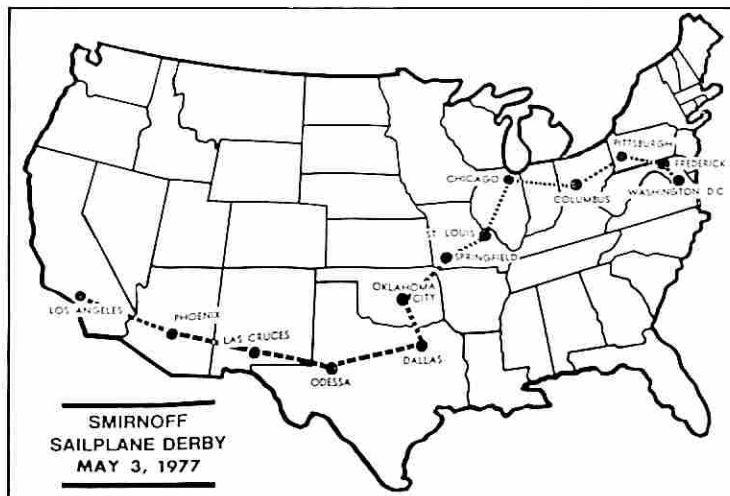 PITTSBURGH
FREDERICK
CHICAGO
COLUMBUS
WASHINGTON D.C
ST. LOUIS
SPRINGFIELD
OKLAHOMA
CITY
LOS ANGELES
PHOENIX
LAS CRUCES
DALLAS
ODESSA
SMIRNOFF
SAILPLANE DERBY
MAY 3, 1977